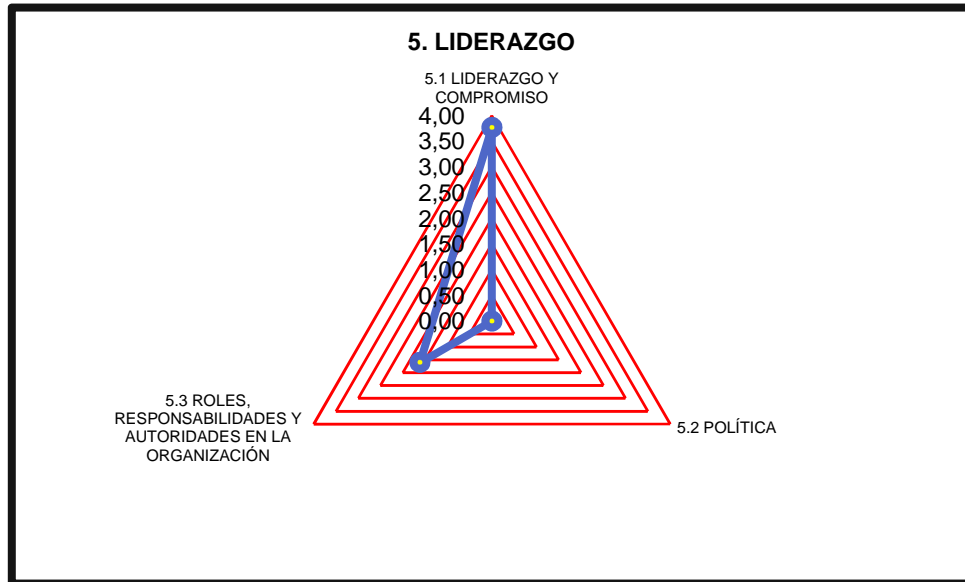 5. LIDERAZGO
5.1 LIDERAZGO Y
COMPROMISO
4,00
3,50
3,00
2,50
2,00
1,50
1,00
0,50
0,00
5.3 ROLES,
RESPONSABILIDADES Y
AUTORIDADES EN LA
ORGANIZACIÓN
5.2 POLÍTICA